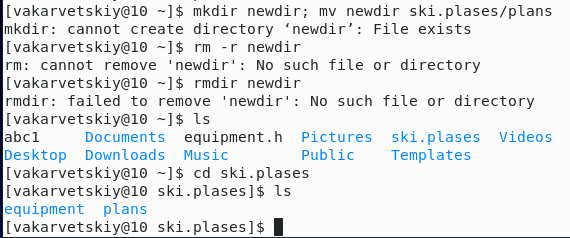 [vakarvetskiy@10 ~]$ mkdir newdir; mv newdir ski.plases/plans
mkdir: cannot create directory ‘newdir’: File exists
[vakarvetskiy@10 ~]$ rm -r newdir
rm: cannot remove 'newdir': No such file or directory
[vakarvetskiy@10 ~]$ rmdir newdir
rmdir: failed to remove 'newdir': No such file or directory
[vakarvetskiy@10 ~]$ ls
abc1     Documents  equipment.h  Pictures  ski.plases  Videos
Desktop  Downloads  Music        Public    Templates
[vakarvetskiy@10 ~]$ cd ski.plases
[vakarvetskiy@10 ski.plases]$ ls
equipment  plans
[vakarvetskiy@10 ski.plases]$